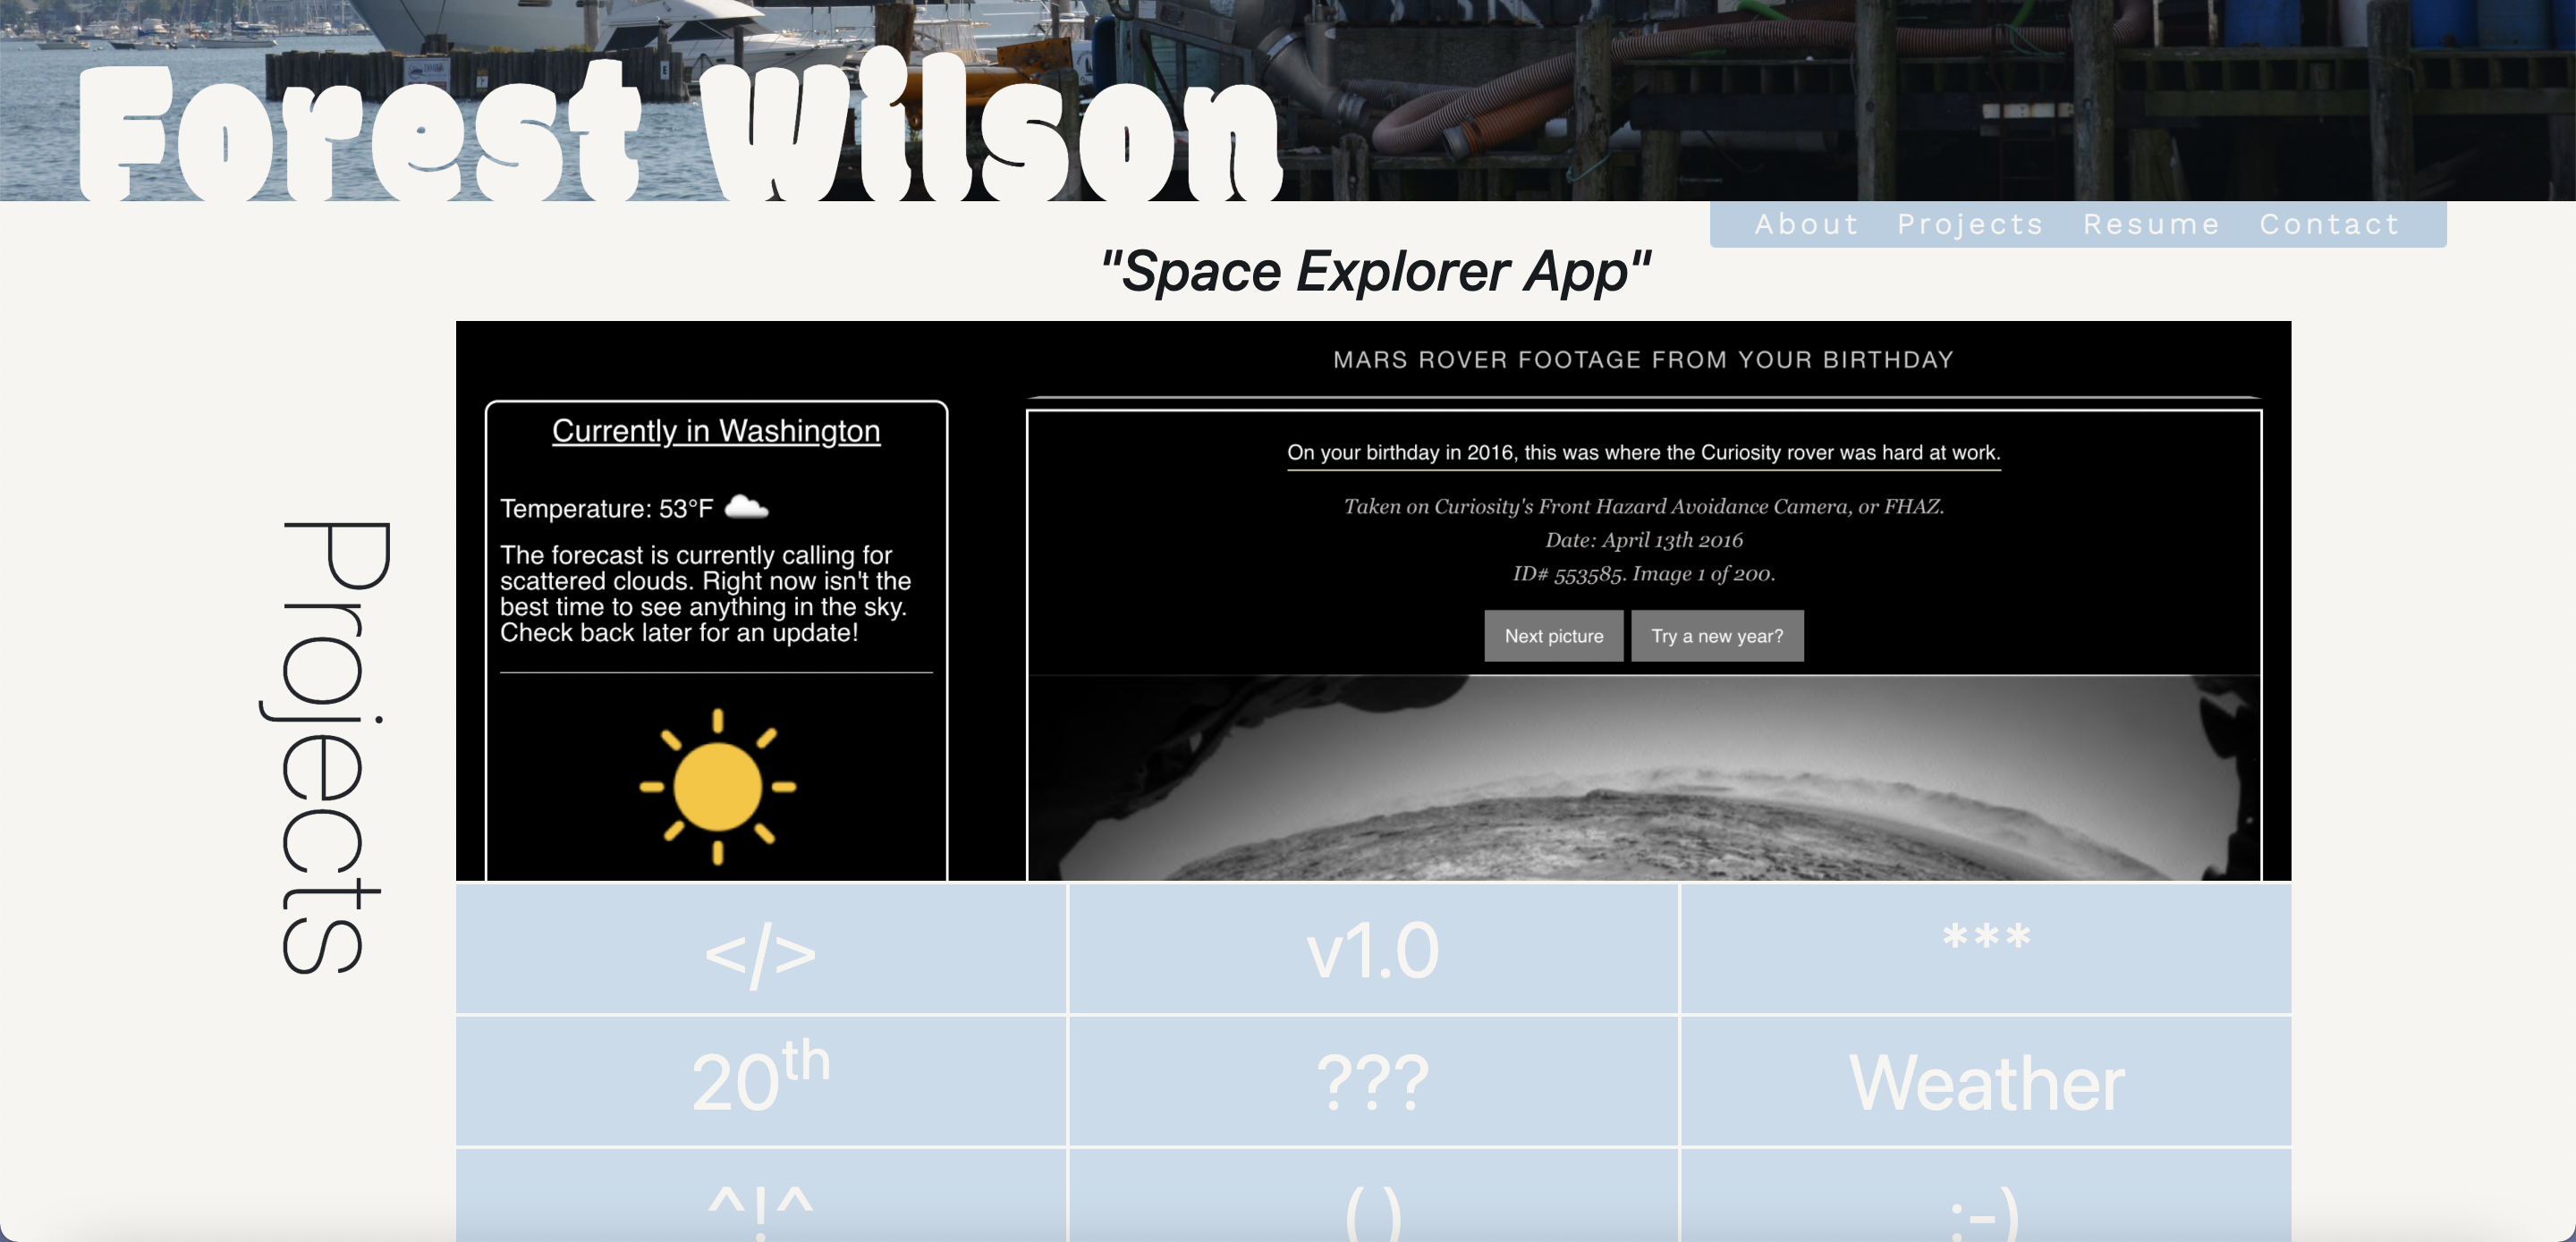 Forest Wilson
About Projects Resume Contact
"Space Explorer App"
Projects
MARS ROVER FOOTAGE FROM YOUR BIRTHDAY
Currently in Washington
Temperature: 53°F
The forecast is currently calling for
scattered clouds. Right now isn't the
best time to see anything in the sky.
Check back later for an update!
On your birthday in 2016, this was where the Curiosity rover was hard at work.
Taken on Curiosity's Front Hazard Avoidance Camera, or FHAZ.
Date: April 13th 2016
ID# 553585. Image 1 of 200.
Next picture Try a new year?
</> v1.0 ***
20th ??? Weather
^!^ ( ) :-)